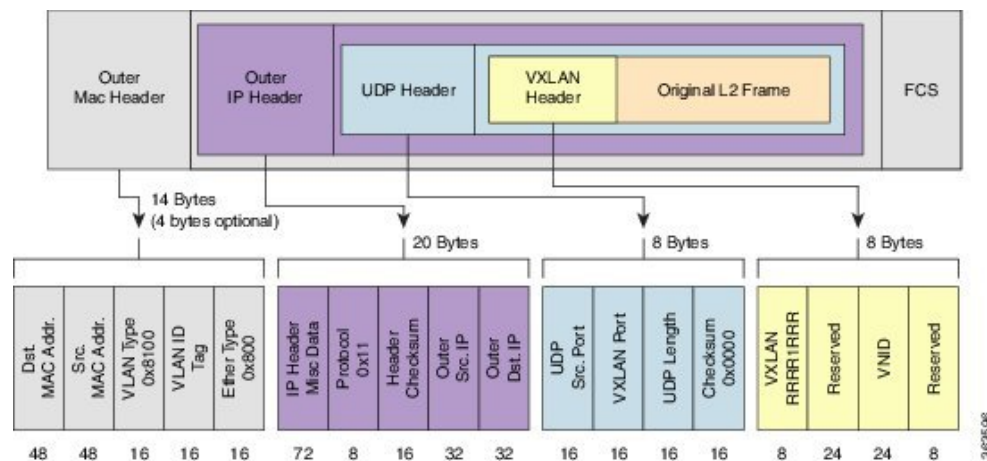 Outer
Mac Header
Outer
IP Header
UDP Header
VXLAN
Header
Original L2 Frame
FCS
14 Bytes
(4 bytes optional)
20 Bytes
8 Bytes
8 Bytes
Dst.
MAC Addr.
Src.
MAC Addr.
VLAN Type
0x8100
VLAN ID
Tag
Ether Type
0x800
IP Header
Misc Data
Protocol
0x11
Header
Checksum
Outer
Src. IP
Outer
Dst. IP
UDP
Src. Port
VXLAN Port
UDP Length
Checksum
0x0000
VXLAN
RRRR1RRR
Reserved
VNID
Reserved
48 48 16 16 16 72 8 16 32 32 16 16 16 16 8 24 24 8